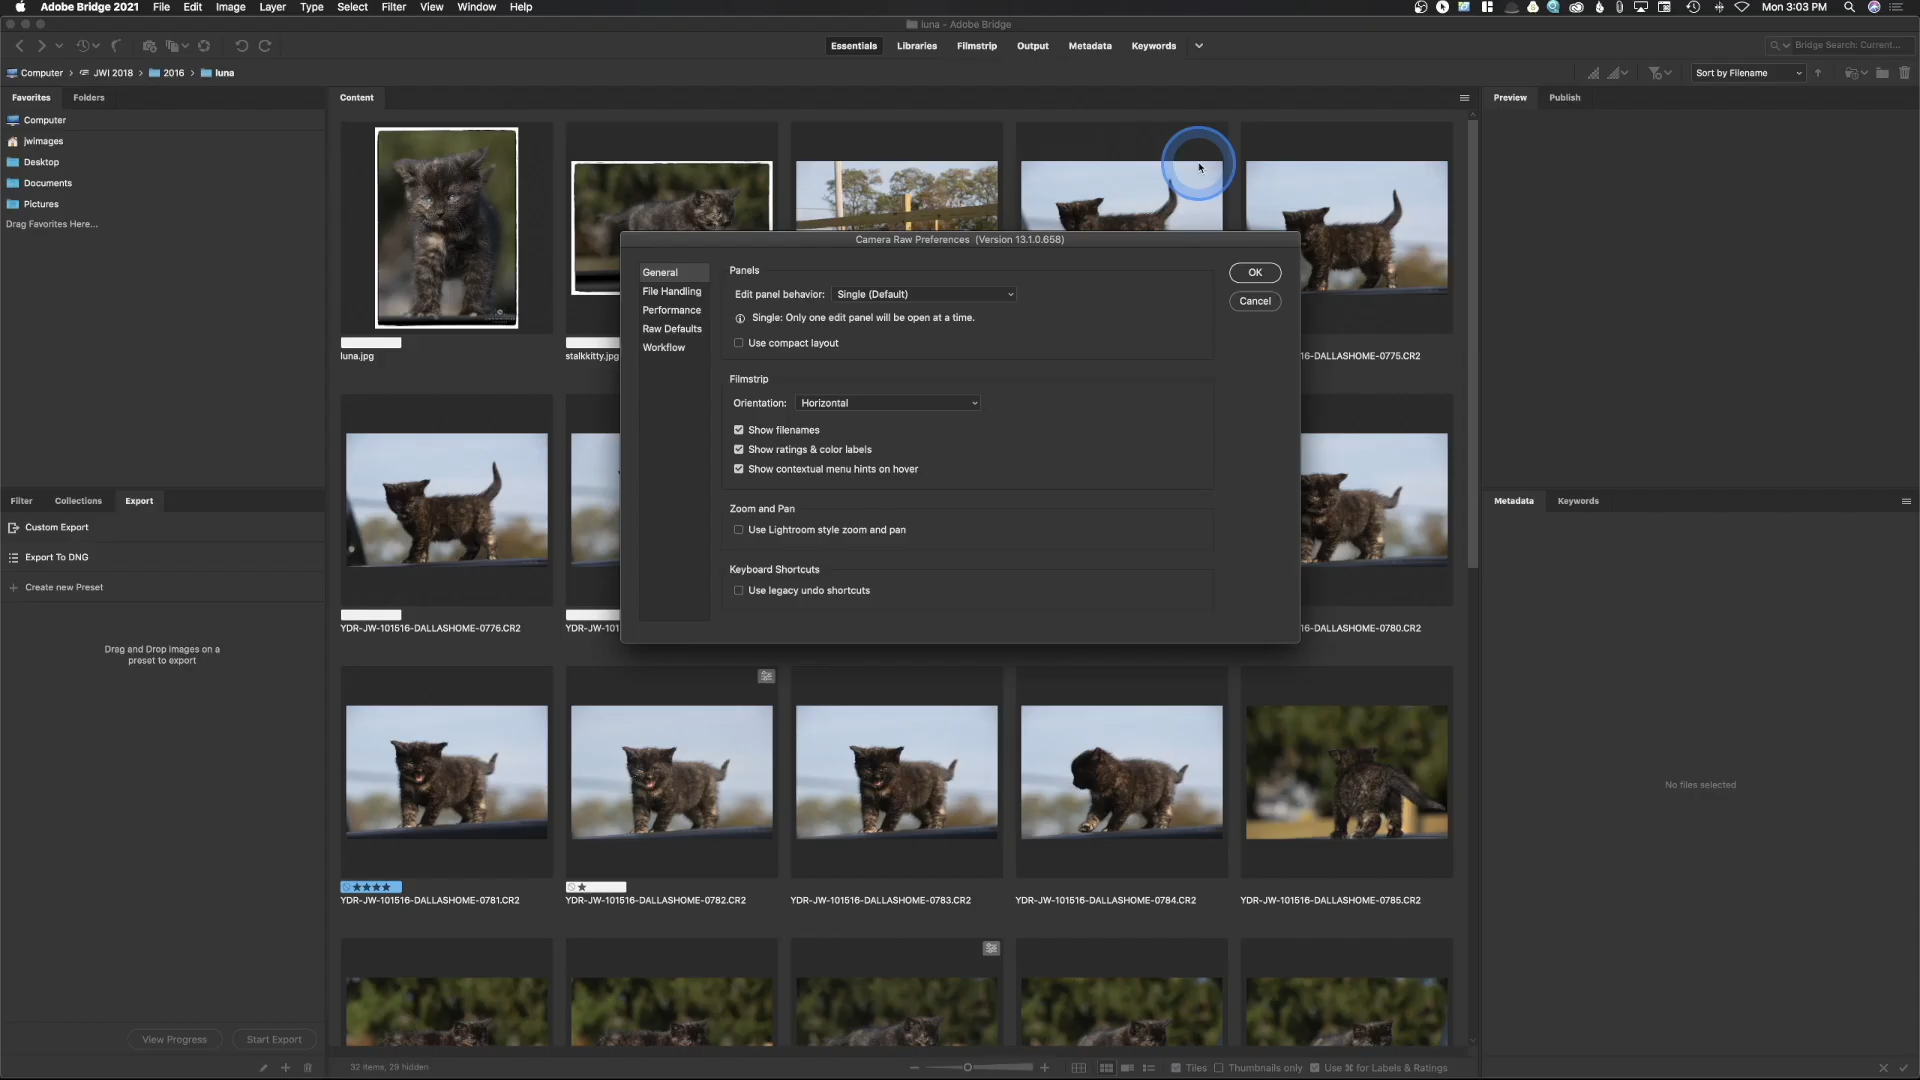 Adobe Bridge 2021 File Edit Image Layer Type Select Filter View Window Help Mon 3:03 PM
luna - Adobe Bridge
Essentials Libraries Filmstrip Output Metadata Keywords Bridge Search: Current...
Computer JWI 2018 2016 luna Sort by Filename
Favorites Folders
Content
Preview Publish
Computer
jwimages
Desktop
Documents
Pictures
Drag Favorites Here...
Camera Raw Preferences (Version 13.1.0.658)
General
File Handling
Performance
Raw Defaults
Workflow
Panels
Edit panel behavior: Single (Default)
Single: Only one edit panel will be open at a time.
Use compact layout
Filmstrip
Orientation: Horizontal
Show filenames
Show ratings & color labels
Show contextual menu hints on hover
Zoom and Pan
Use Lightroom style zoom and pan
Keyboard Shortcuts
Use legacy undo shortcuts
OK
Cancel
luna.jpg
stalkkitty.jpg
516-DALLASHOME-0775.CR2
YDR-JW-101516-DALLASHOME-0776.CR2
YDR-JW-101
516-DALLASHOME-0780.CR2
YDR-JW-101516-DALLASHOME-0781.CR2
YDR-JW-101516-DALLASHOME-0782.CR2
YDR-JW-101516-DALLASHOME-0783.CR2
YDR-JW-101516-DALLASHOME-0784.CR2
YDR-JW-101516-DALLASHOME-0785.CR2
Filter Collections Export
Custom Export
Export To DNG
Create new Preset
Drag and Drop images on a
preset to export
View Progress Start Export
Metadata Keywords
No files selected
32 items, 29 hidden
Tiles Thumbnails only Use ⌘ for Labels & Ratings